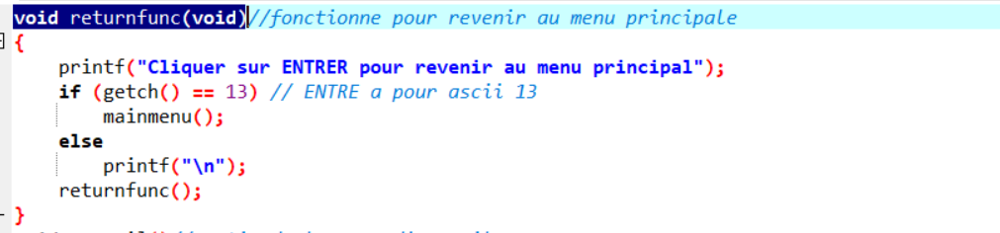 void returnfunc(void)//fonctionne pour revenir au menu principale
{
printf("Cliquer sur ENTRER pour revenir au menu principal");
if (getch() == 13) // ENTRE a pour ascii 13
mainmenu();
else
printf("\n");
returnfunc();
}